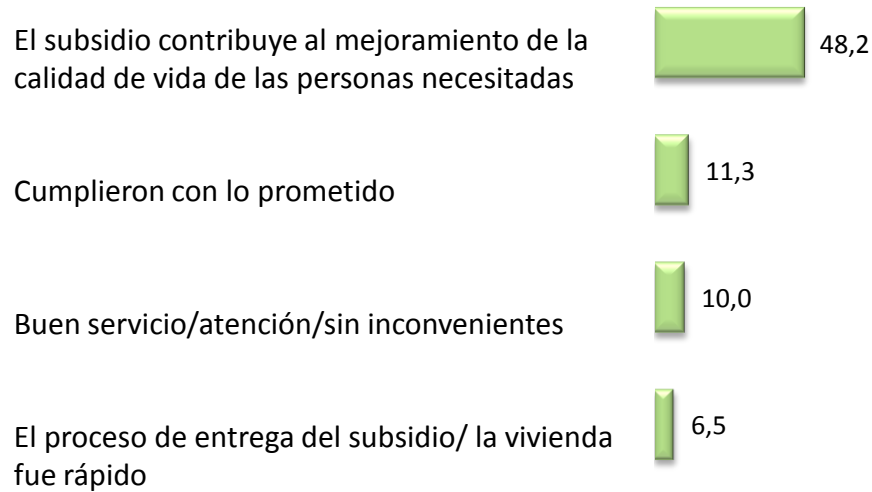 El subsidio contribuye al mejoramiento de la
calidad de vida de las personas necesitadas
48,2
Cumplieron con lo prometido
11,3
Buen servicio/atención/sin inconvenientes
10,0
El proceso de entrega del subsidio/ la vivienda
fue rápido
6,5